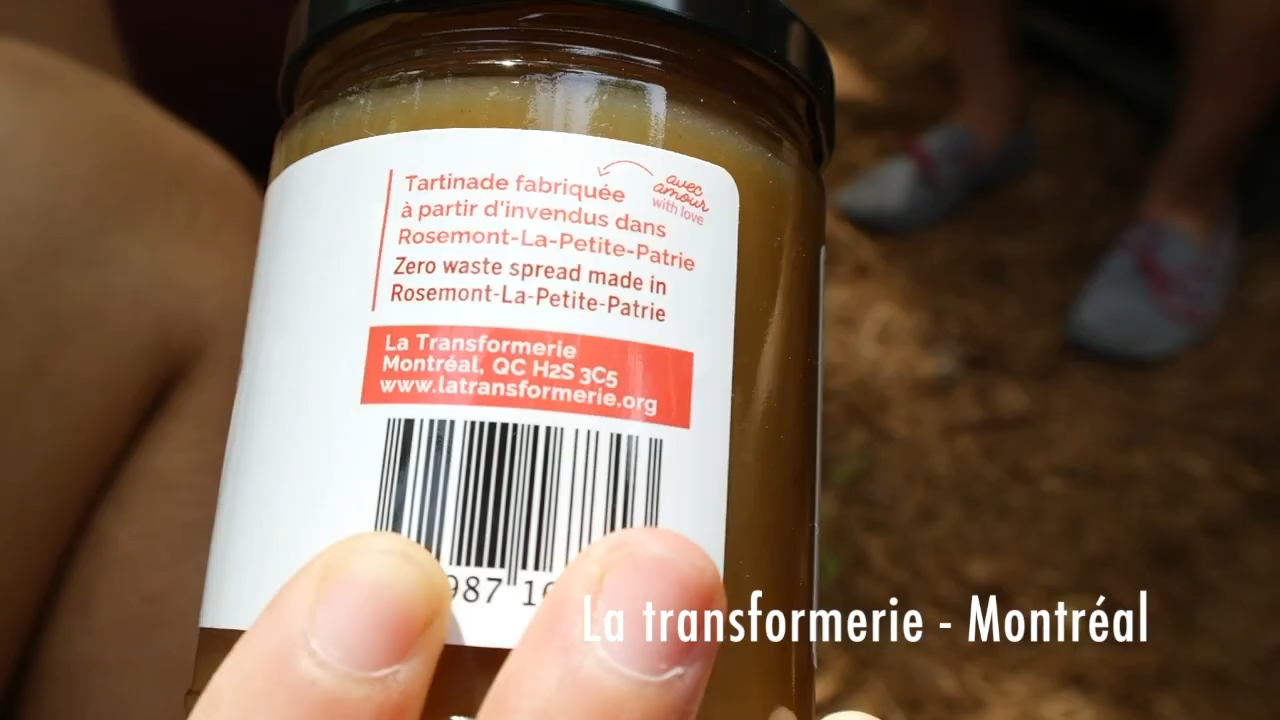 Tartinade fabriquée
à partir d'invendus dans
Rosemont-La-Petite-Patrie
avec
amour
with love
Zero waste spread made in
Rosemont-La-Petite-Patrie
La Transformerie
Montréal, QC H2S 3C5
www.latransformerie.org
987 1
La transformerie - Montréal